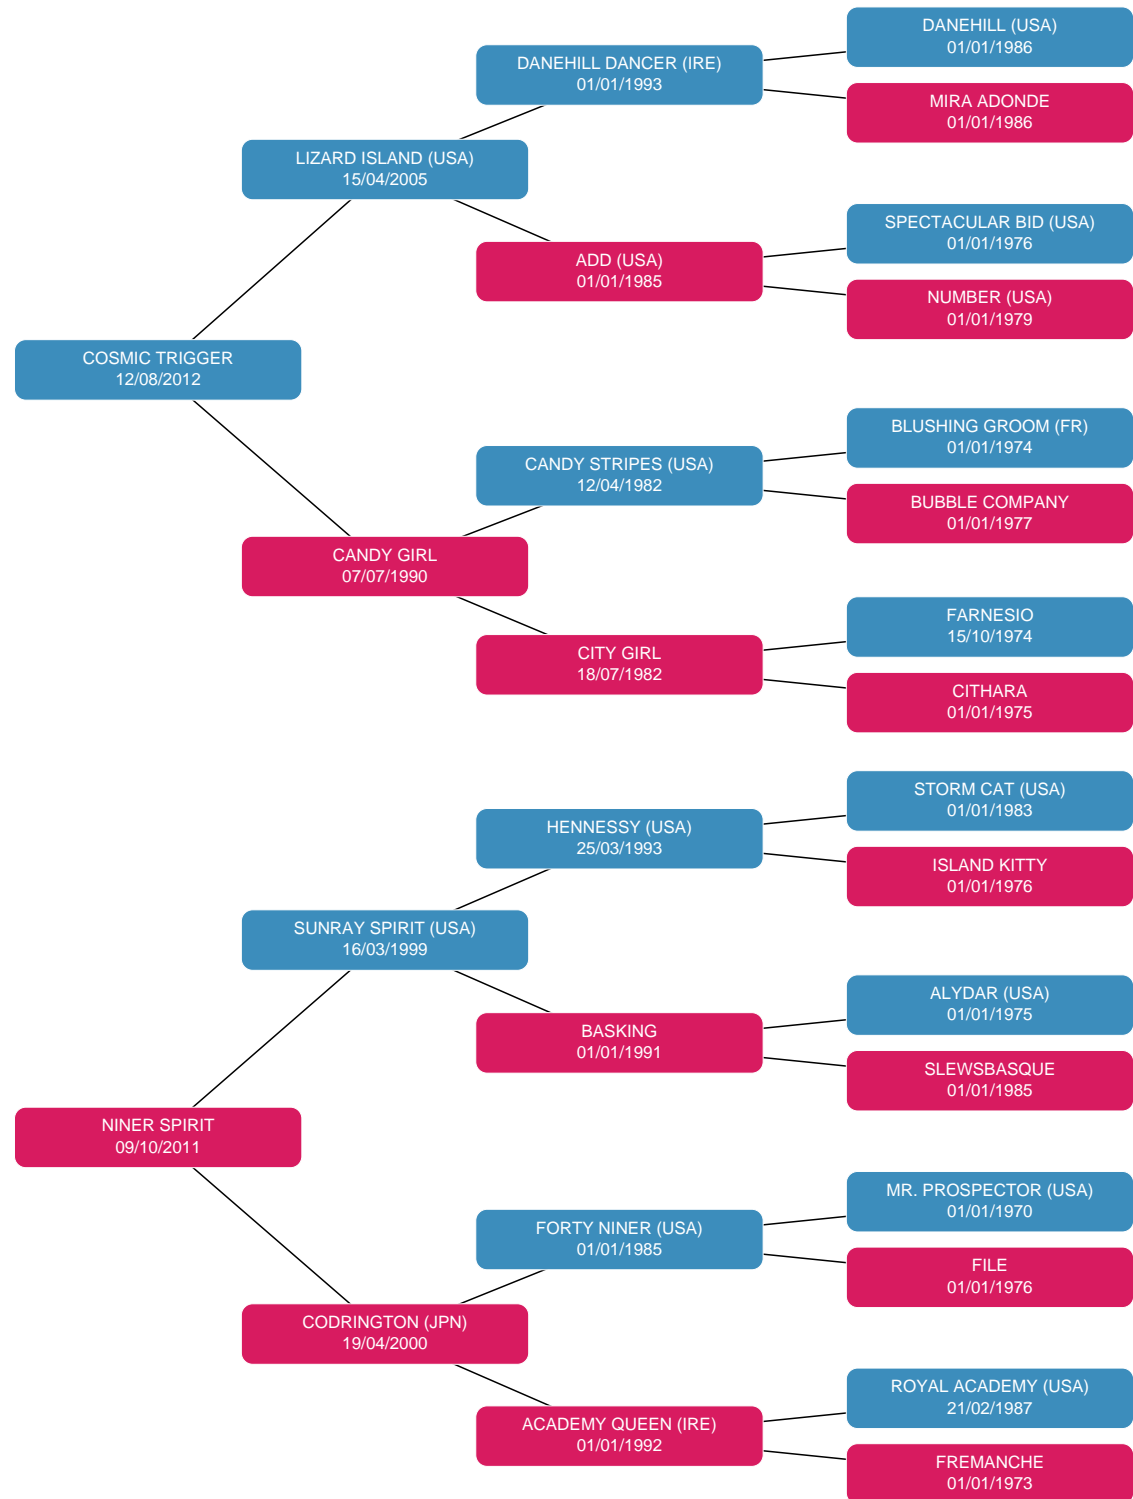 DANEHILL (USA)
01/01/1986
DANEHILL DANCER (IRE)
01/01/1993
MIRA ADONDE
01/01/1986
LIZARD ISLAND (USA)
15/04/2005
SPECTACULAR BID (USA)
01/01/1976
ADD (USA)
01/01/1985
NUMBER (USA)
01/01/1979
COSMIC TRIGGER
12/08/2012
BLUSHING GROOM (FR)
01/01/1974
CANDY STRIPES (USA)
12/04/1982
BUBBLE COMPANY
01/01/1977
CANDY GIRL
07/07/1990
FARNESIO
15/10/1974
CITY GIRL
18/07/1982
CITHARA
01/01/1975
STORM CAT (USA)
01/01/1983
HENNESSY (USA)
25/03/1993
ISLAND KITTY
01/01/1976
SUNRAY SPIRIT (USA)
16/03/1999
ALYDAR (USA)
01/01/1975
BASKING
01/01/1991
SLEWSBASQUE
01/01/1985
NINER SPIRIT
09/10/2011
MR. PROSPECTOR (USA)
01/01/1970
FORTY NINER (USA)
01/01/1985
FILE
01/01/1976
CODRINGTON (JPN)
19/04/2000
ROYAL ACADEMY (USA)
21/02/1987
ACADEMY QUEEN (IRE)
01/01/1992
FREMANCHE
01/01/1973